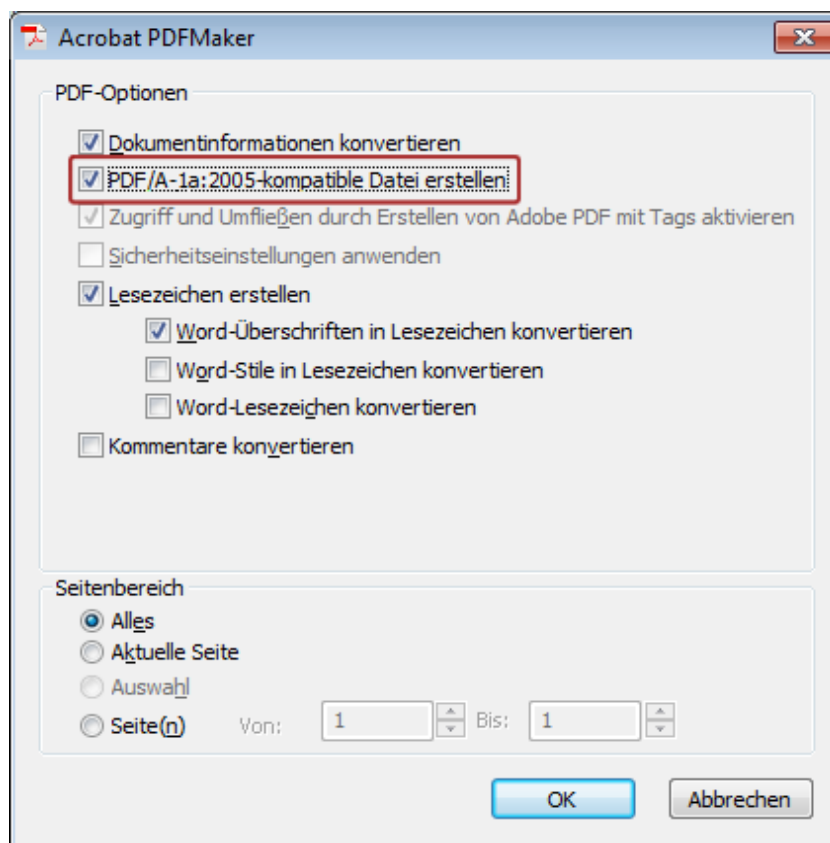 Acrobat PDFMaker
PDF-Optionen
Dokumentinformationen konvertieren
PDF/A-1a:2005-kompatible Datei erstellen
Zugriff und Umfließen durch Erstellen von Adobe PDF mit Tags aktivieren
Sicherheitseinstellungen anwenden
Lesezeichen erstellen
Word-Überschriften in Lesezeichen konvertieren
Word-Stile in Lesezeichen konvertieren
Word-Lesezeichen konvertieren
Kommentare konvertieren
Seitenbereich
Alles
Aktuelle Seite
Auswahl
Seite(n) Von: 1 Bis: 1
OK Abbrechen